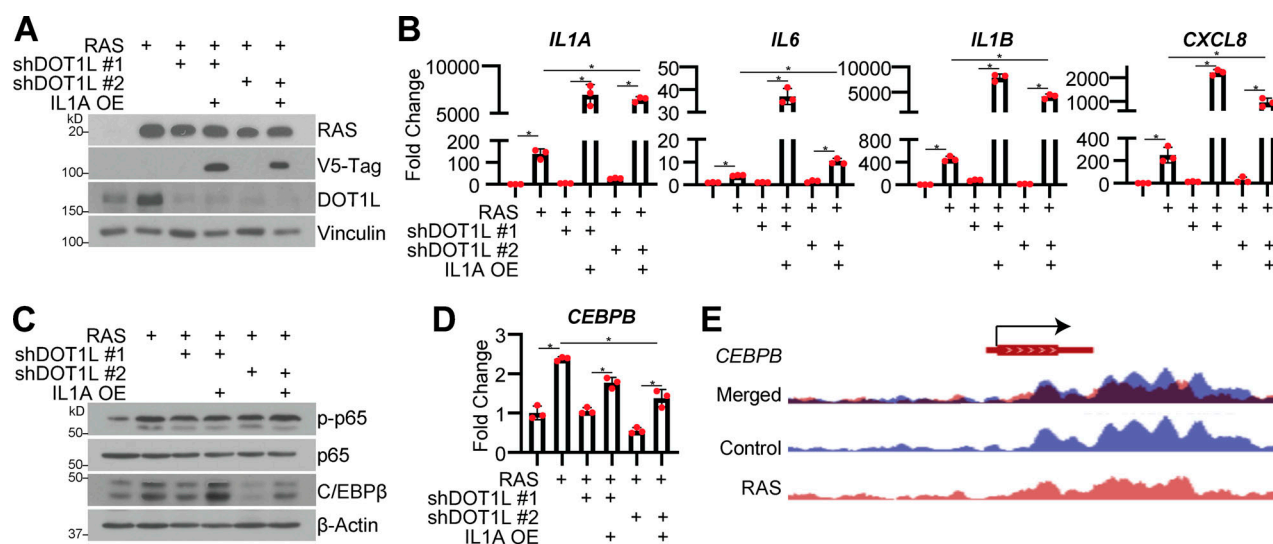 A
RAS + + + + +
shDOT1L #1 + +
shDOT1L #2 + +
IL1A OE + +
kD
20 RAS
100 V5-Tag
150 DOT1L
100 Vinculin
B
IL1A IL6 IL1B CXCL8
Fold Change
10000
5000
200
100
0
50
40
30
20
10
0
10000
5000
800
400
0
2000
1000
400
200
0
* * * *
* * * *
* * * *
* * * *
RAS + + + + + + + + + + + + + + + + + + + +
shDOT1L #1 + + + + + + + +
shDOT1L #2 + + + + + + + +
IL1A OE + + + + + + + +
C
RAS + + + + +
shDOT1L #1 + +
shDOT1L #2 + +
IL1A OE + +
kD
50 p-p65
50 p65
50 C/EBPβ
37 β-Actin
D
CEBPB
Fold Change
3
2
1
0
* * * *
RAS + + + + +
shDOT1L #1 + +
shDOT1L #2 + +
IL1A OE + +
E
CEBPB
Merged
Control
RAS